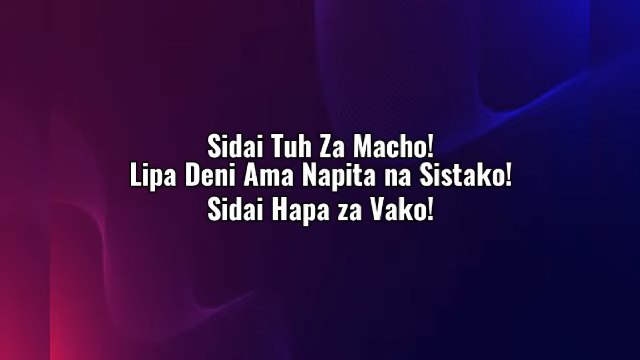 Sidai Tuh Za Macho!
Lipa Deni Ama Napita na Sistako!
Sidai Hapa za Vako!